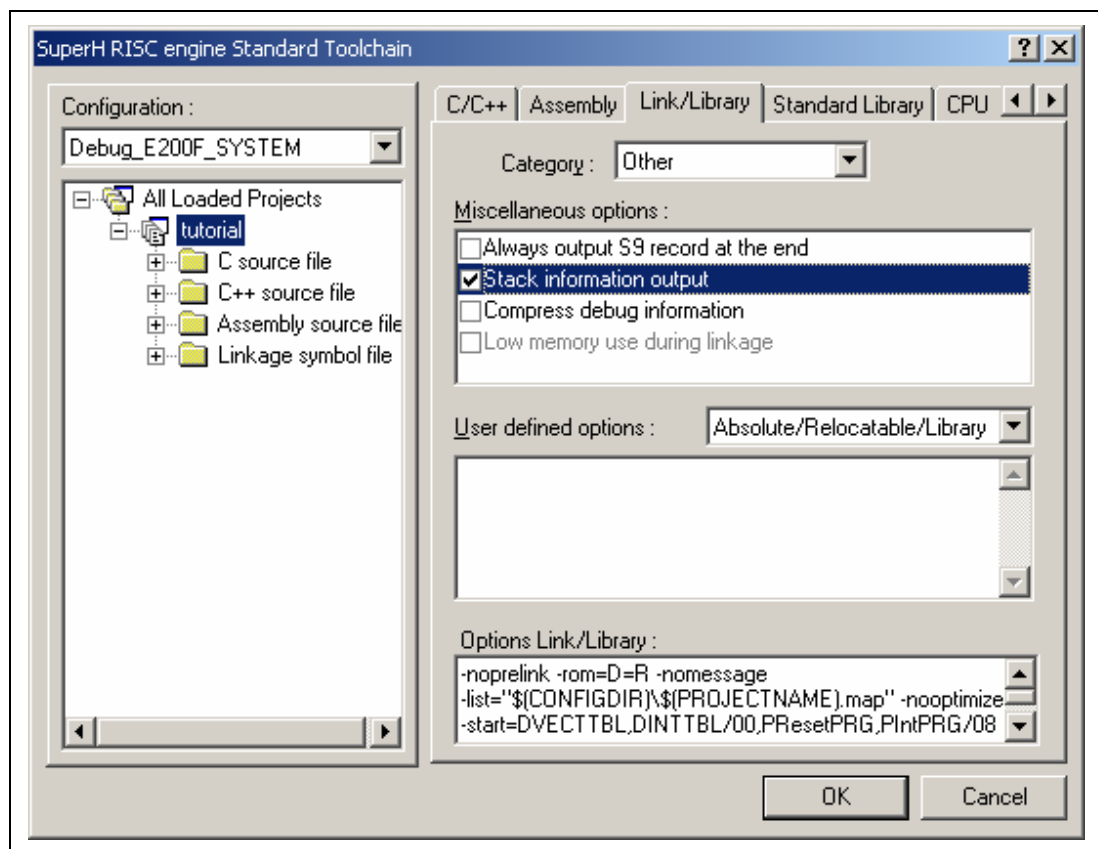 SuperH RISC engine Standard Toolchain
Configuration :
Debug_E200F_SYSTEM
All Loaded Projects
tutorial
C source file
C++ source file
Assembly source file
Linkage symbol file
C/C++ Assembly Link/Library Standard Library CPU
Category : Other
Miscellaneous options :
Always output S9 record at the end
Stack information output
Compress debug information
Low memory use during linkage
User defined options : Absolute/Relocatable/Library
Options Link/Library :
-noprelink -rom=D=R -nomessage
-list="$(CONFIGDIR)\$(PROJECTNAME).map" -nooptimize
-start=DVECTTBL,DINTTBL/00,PResetPRG,PIntPRG/08
OK Cancel